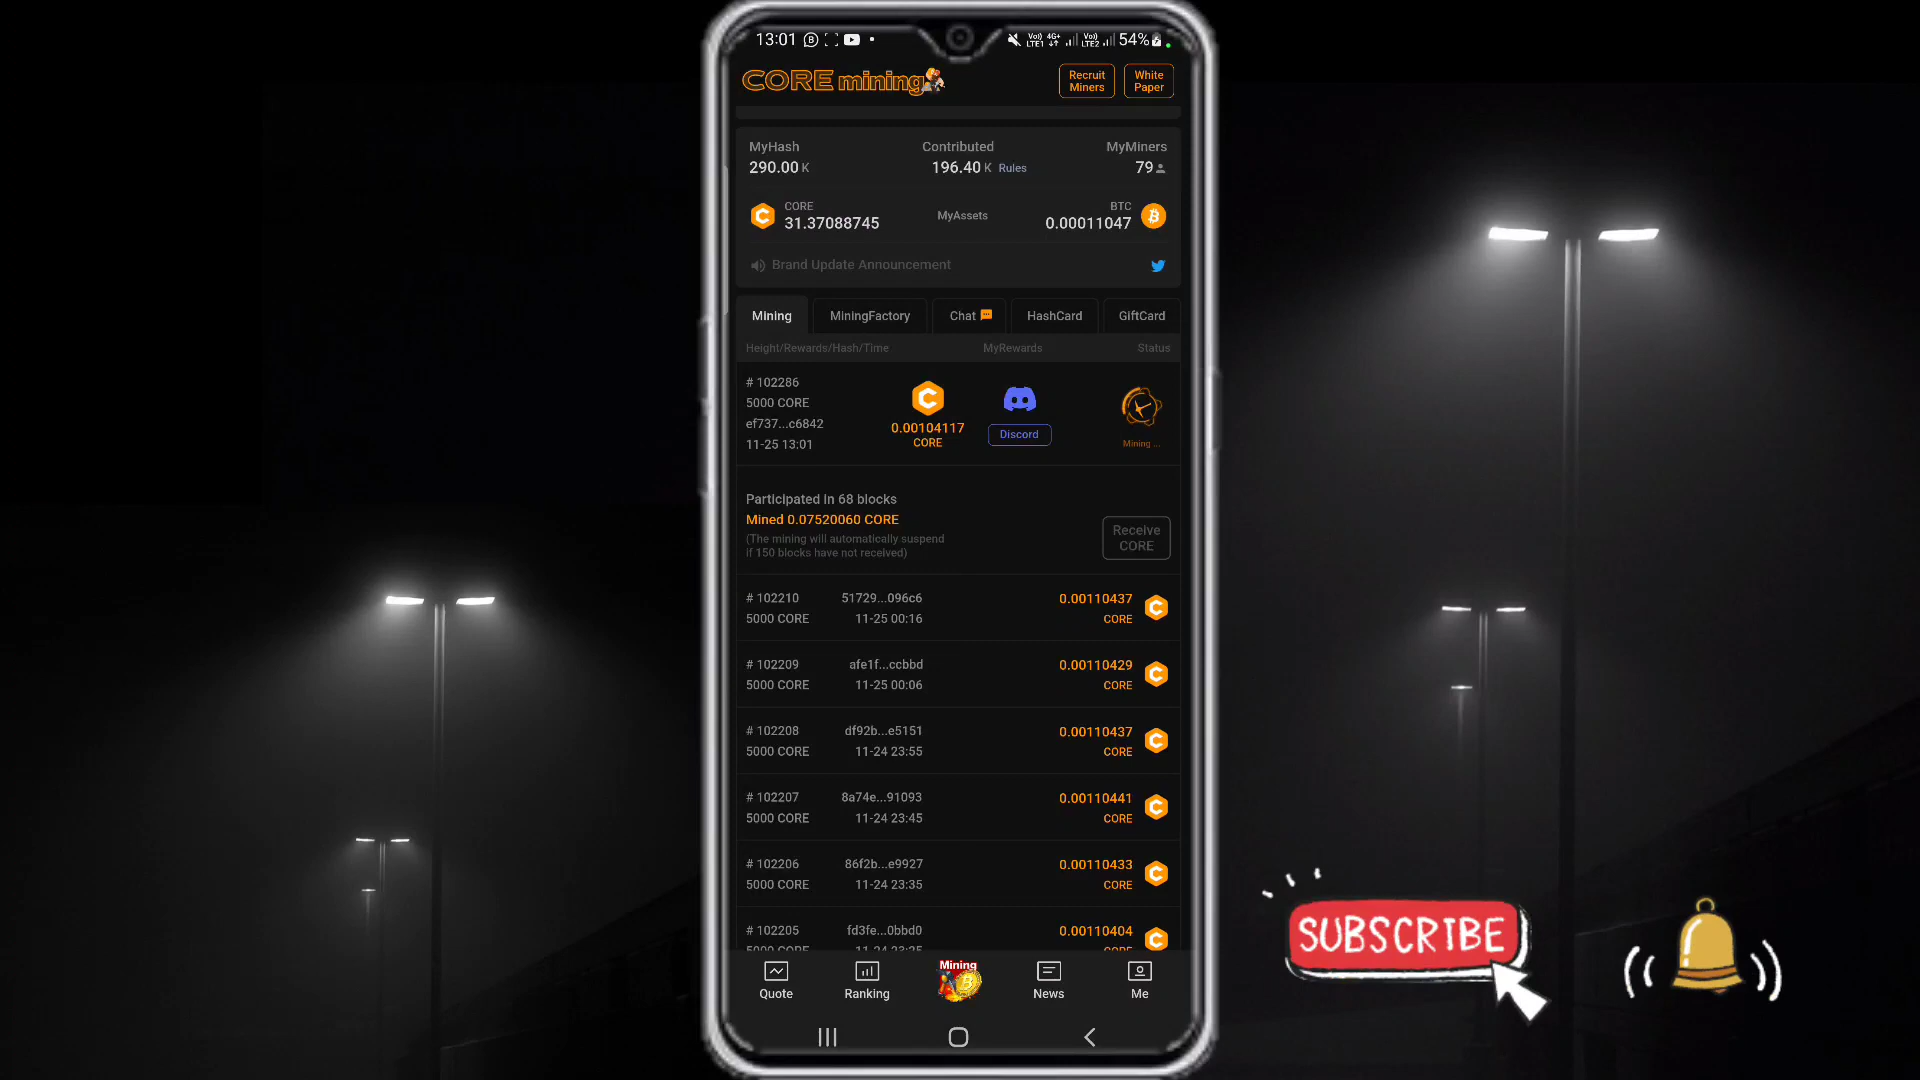 13:01 54%
CORE mining
Recruit Miners
White Paper
MyHash Contributed MyMiners
290.00 K 196.40 K Rules 79
CORE BTC
31.37088745 MyAssets 0.00011047
Brand Update Announcement
Mining MiningFactory Chat HashCard GiftCard
Height/Rewards/Hash/Time MyRewards Status
# 102286
5000 CORE
ef737...c6842
11-25 13:01
0.00104117
CORE
Discord
Mining ...
Participated in 68 blocks
Mined 0.07520060 CORE
(The mining will automatically suspend
if 150 blocks have not received)
Receive
CORE
# 102210 51729...096c6 0.00110437
5000 CORE 11-25 00:16 CORE
# 102209 afe1f...ccbbd 0.00110429
5000 CORE 11-25 00:06 CORE
# 102208 df92b...e5151 0.00110437
5000 CORE 11-24 23:55 CORE
# 102207 8a74e...91093 0.00110441
5000 CORE 11-24 23:45 CORE
# 102206 86f2b...e9927 0.00110433
5000 CORE 11-24 23:35 CORE
# 102205 fd3fe...0bbd0 0.00110404
Mining
Quote Ranking News Me
SUBSCRIBE